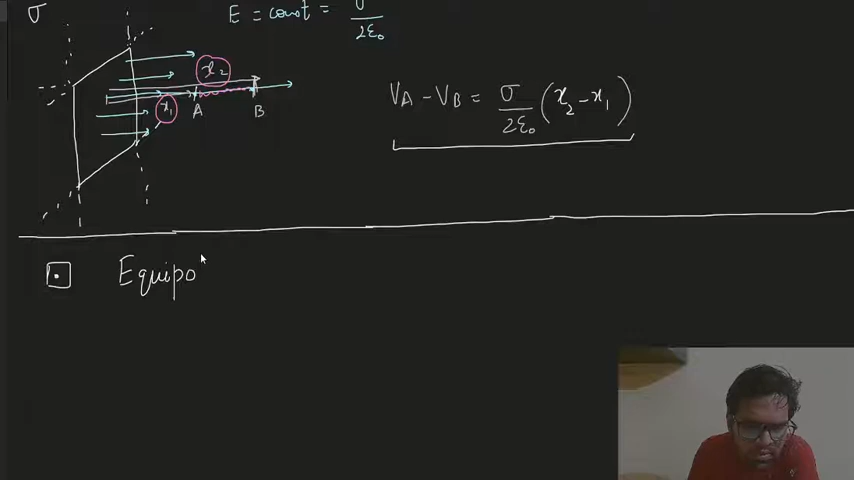 σ
E = const = σ/2ε₀
x₂
x₁
A
B
V_A - V_B = σ/2ε₀ (x₂ - x₁)
Equipo